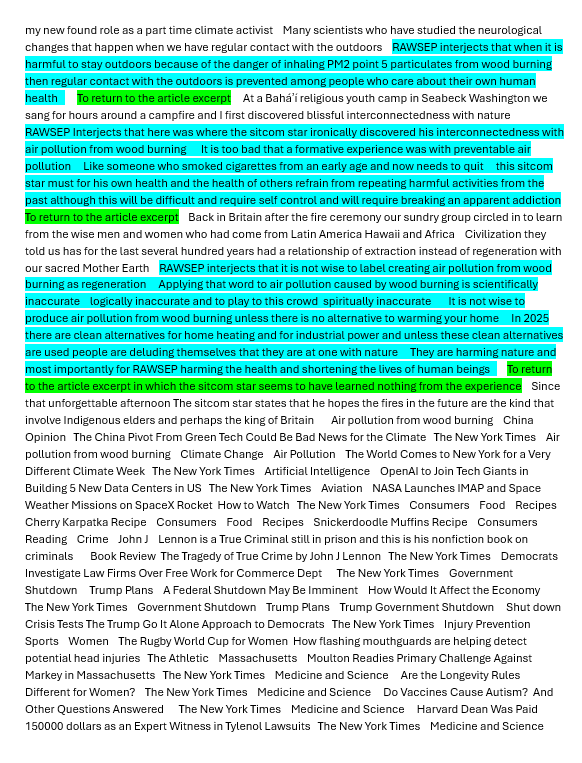 my new found role as a part time climate activist Many scientists who have studied the neurological
changes that happen when we have regular contact with the outdoors RAWSEP interjects that when it is
harmful to stay outdoors because of the danger of inhaling PM2 point 5 particulates from wood burning
then regular contact with the outdoors is prevented among people who care about their own human
health To return to the article excerpt At a Bahá'í religious youth camp in Seabeck Washington we
sang for hours around a campfire and I first discovered blissful interconnectedness with nature
RAWSEP Interjects that here was where the sitcom star ironically discovered his interconnectedness with
air pollution from wood burning It is too bad that a formative experience was with preventable air
pollution Like someone who smoked cigarettes from an early age and now needs to quit this sitcom
star must for his own health and the health of others refrain from repeating harmful activities from the
past although this will be difficult and require self control and will require breaking an apparent addiction
To return to the article excerpt Back in Britain after the fire ceremony our sundry group circled in to learn
from the wise men and women who had come from Latin America Hawaii and Africa Civilization they
told us has for the last several hundred years had a relationship of extraction instead of regeneration with
our sacred Mother Earth RAWSEP interjects that it is not wise to label creating air pollution from wood
burning as regeneration Applying that word to air pollution caused by wood burning is scientifically
inaccurate logically inaccurate and to play to this crowd spiritually inaccurate It is not wise to
produce air pollution from wood burning unless there is no alternative to warming your home In 2025
there are clean alternatives for home heating and for industrial power and unless these clean alternatives
are used people are deluding themselves that they are at one with nature They are harming nature and
most importantly for RAWSEP harming the health and shortening the lives of human beings To return
to the article excerpt in which the sitcom star seems to have learned nothing from the experience Since
that unforgettable afternoon The sitcom star states that he hopes the fires in the future are the kind that
involve Indigenous elders and perhaps the king of Britain Air pollution from wood burning China
Opinion The China Pivot From Green Tech Could Be Bad News for the Climate The New York Times Air
pollution from wood burning Climate Change Air Pollution The World Comes to New York for a Very
Different Climate Week The New York Times Artificial Intelligence OpenAI to Join Tech Giants in
Building 5 New Data Centers in US The New York Times Aviation NASA Launches IMAP and Space
Weather Missions on SpaceX Rocket How to Watch The New York Times Consumers Food Recipes
Cherry Karpatka Recipe Consumers Food Recipes Snickerdoodle Muffins Recipe Consumers
Reading Crime John J Lennon is a True Criminal still in prison and this is his nonfiction book on
criminals Book Review The Tragedy of True Crime by John J Lennon The New York Times Democrats
Investigate Law Firms Over Free Work for Commerce Dept The New York Times Government
Shutdown Trump Plans A Federal Shutdown May Be Imminent How Would It Affect the Economy
The New York Times Government Shutdown Trump Plans Trump Government Shutdown Shut down
Crisis Tests The Trump Go It Alone Approach to Democrats The New York Times Injury Prevention
Sports Women The Rugby World Cup for Women How flashing mouthguards are helping detect
potential head injuries The Athletic Massachusetts Moulton Readies Primary Challenge Against
Markey in Massachusetts The New York Times Medicine and Science Are the Longevity Rules
Different for Women? The New York Times Medicine and Science Do Vaccines Cause Autism? And
Other Questions Answered The New York Times Medicine and Science Harvard Dean Was Paid
150000 dollars as an Expert Witness in Tylenol Lawsuits The New York Times Medicine and Science